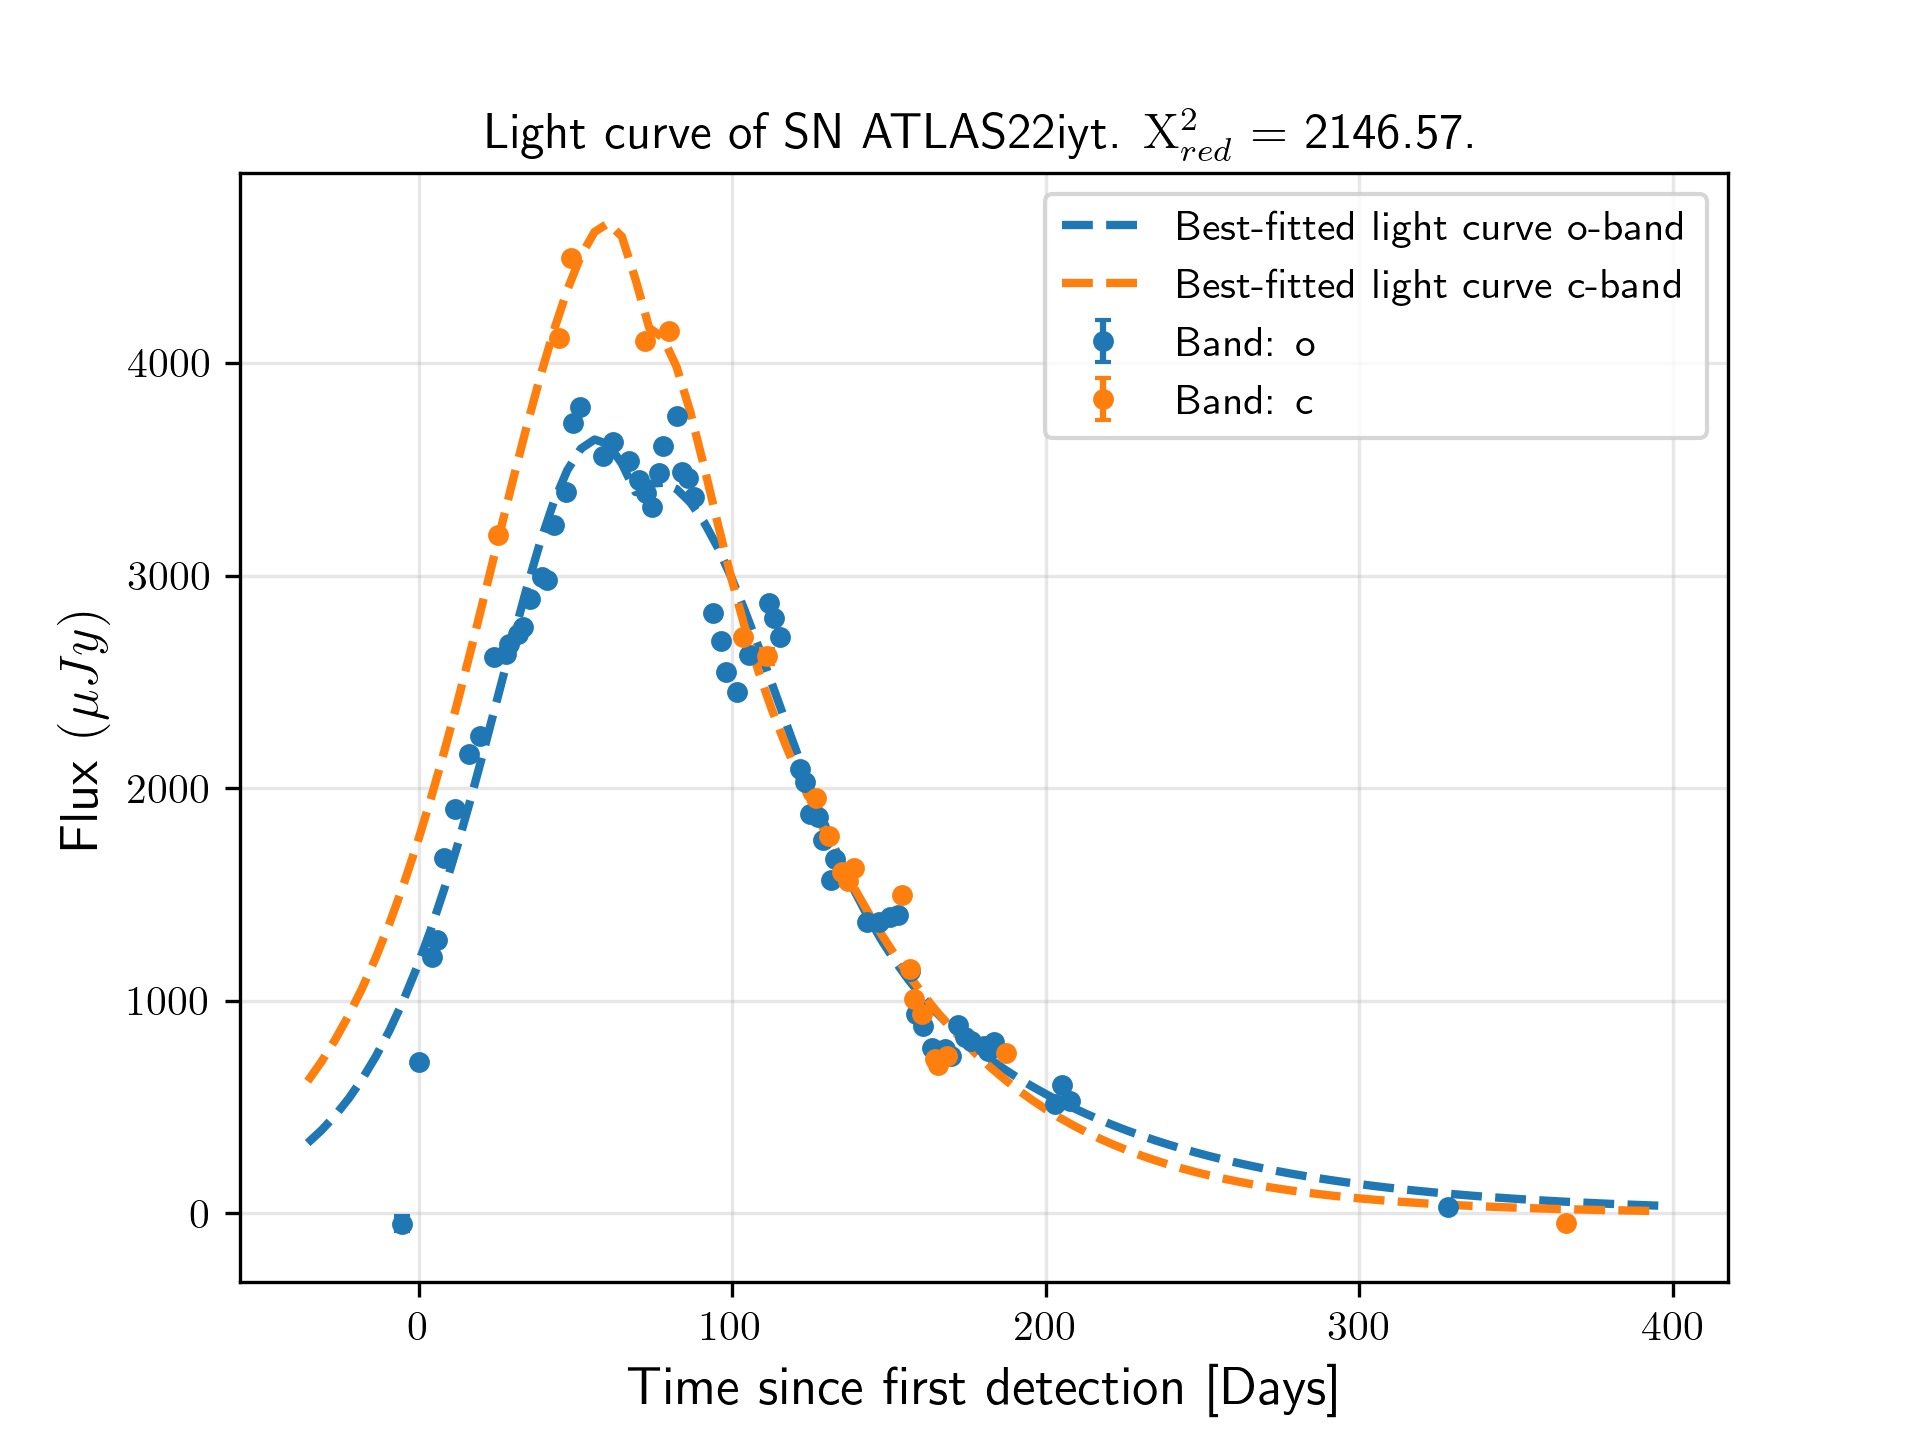 Light curve of SN ATLAS22iyt. X²_red = 2146.57.
Best-fitted light curve o-band
Best-fitted light curve c-band
Band: o
Band: c
Flux (μJy)
4000
3000
2000
1000
0
0 100 200 300 400
Time since first detection [Days]